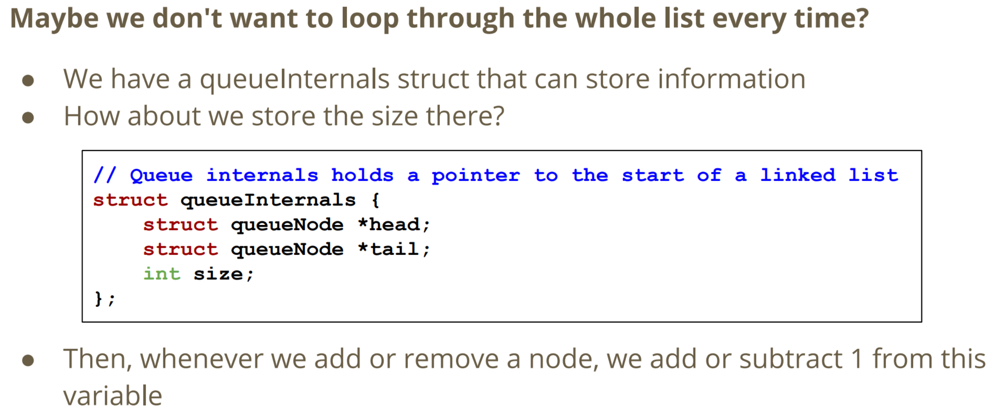 Maybe we don't want to loop through the whole list every time?
● We have a queueInternals struct that can store information
● How about we store the size there?
// Queue internals holds a pointer to the start of a linked list
struct queueInternals {
    struct queueNode *head;
    struct queueNode *tail;
    int size;
};
● Then, whenever we add or remove a node, we add or subtract 1 from this
variable